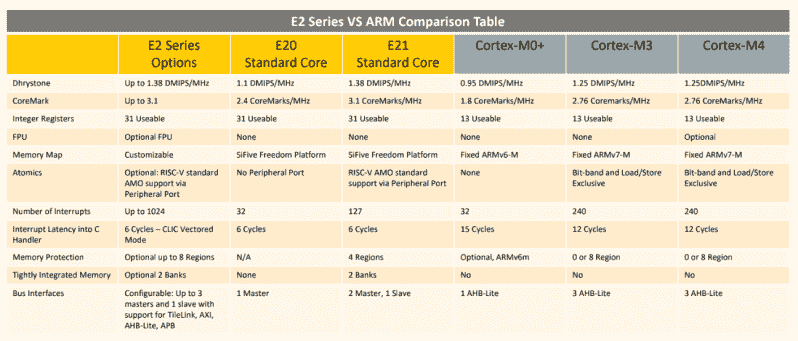 E2 Series VS ARM Comparison Table
E2 Series Options E20 Standard Core E21 Standard Core Cortex-M0+ Cortex-M3 Cortex-M4
Dhrystone Up to 1.38 DMIPS/MHz 1.1 DMIPS/MHz 1.38 DMIPS/MHz 0.95 DMIPS/MHz 1.25 DMIPS/MHz 1.25DMIPS/MHz
CoreMark Up to 3.1 2.4 CoreMarks/MHz 3.1 CoreMarks/MHz 1.8 CoreMarks/MHz 2.76 Coremarks/MHz 2.76 CoreMarks/MHz
Integer Registers 31 Useable 31 Useable 31 Useable 13 Useable 13 Useable 13 Useable
FPU Optional FPU None None None None Optional
Memory Map Customizable SiFive Freedom Platform SiFive Freedom Platform Fixed ARMv6-M Fixed ARMv7-M Fixed ARMv7-M
Atomics Optional: RISC-V standard AMO support via Peripheral Port No Peripheral Port RISC-V AMO standard support via Peripheral Port None Bit-band and Load/Store Exclusive Bit-band and Load/Store Exclusive
Number of Interrupts Up to 1024 32 127 32 240 240
Interrupt Latency into C Handler 6 Cycles – CLIC Vectored Mode 6 Cycles 6 Cycles 15 Cycles 12 Cycles 12 Cycles
Memory Protection Optional up to 8 Regions N/A 4 Regions Optional, ARMv6m 0 or 8 Region 0 or 8 Region
Tightly Integrated Memory Optional 2 Banks None 2 Banks No No No
Bus Interfaces Configurable: Up to 3 masters and 1 slave with support for TileLink, AXI, AHB-Lite, APB 1 Master 2 Master, 1 Slave 1 AHB-Lite 3 AHB-Lite 3 AHB-Lite